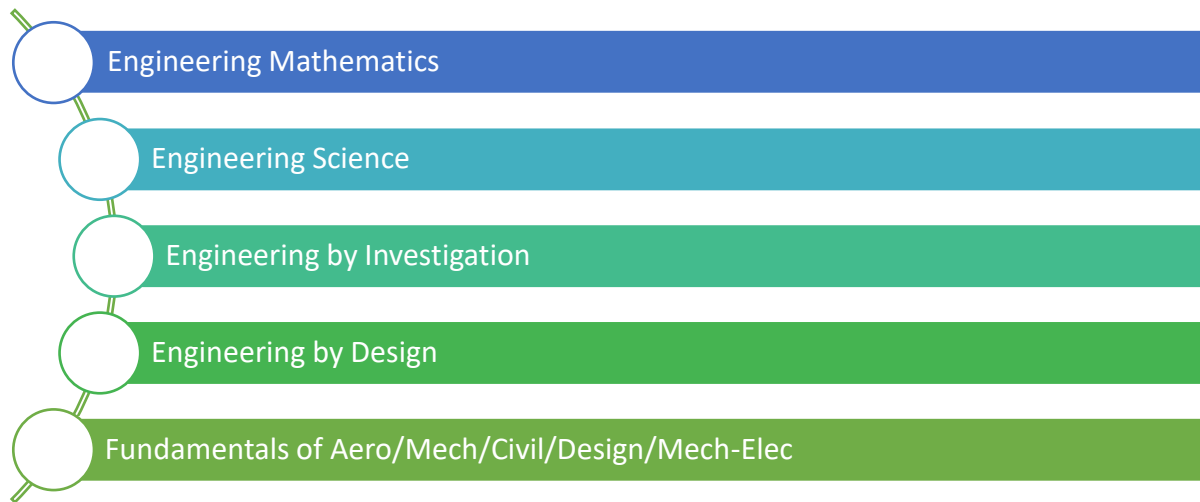 Engineering Mathematics
Engineering Science
Engineering by Investigation
Engineering by Design
Fundamentals of Aero/Mech/Civil/Design/Mech-Elec